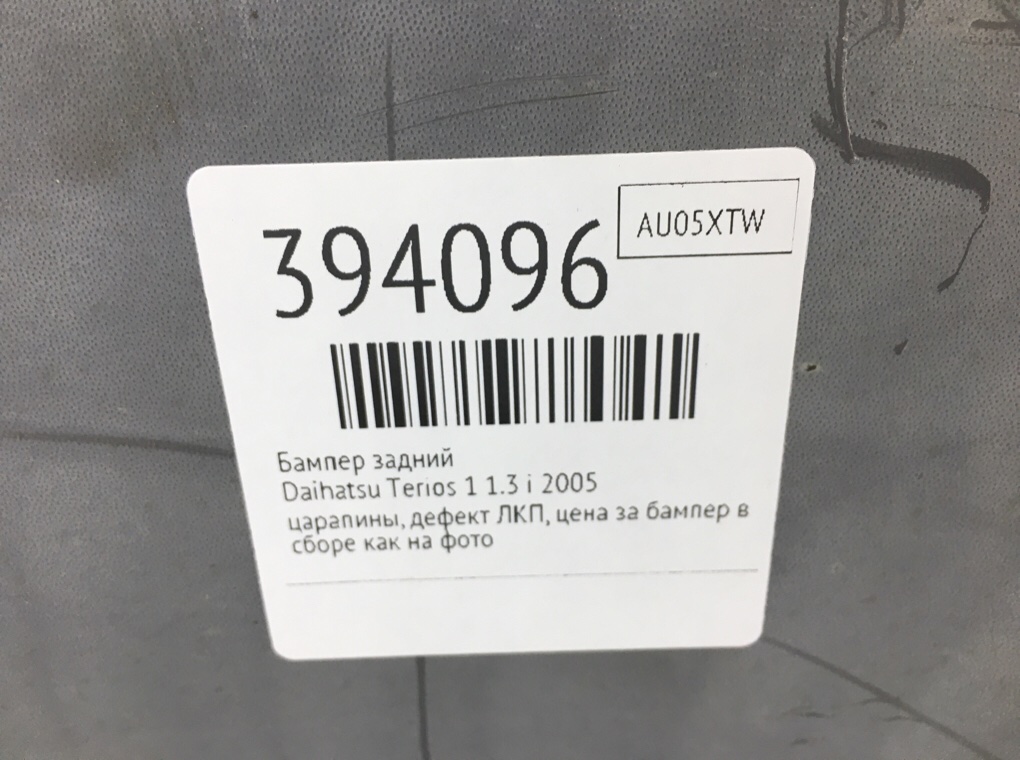 394096
AU05XTW
Бампер задний
Daihatsu Terios 1 1.3 i 2005
царапины, дефект ЛКП, цена за бампер в
сборе как на фото